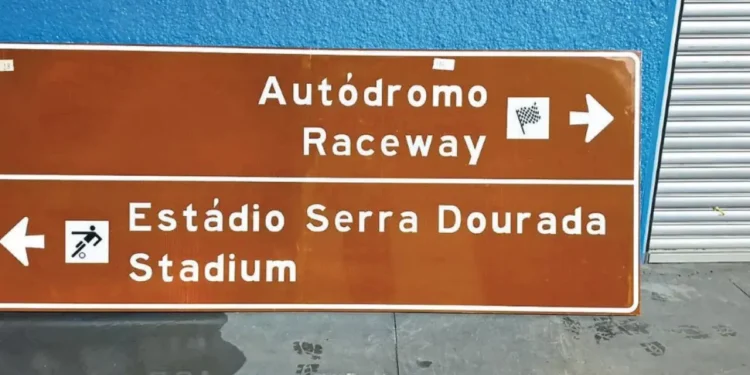 Autódromo
Raceway
Estádio Serra Dourada
Stadium